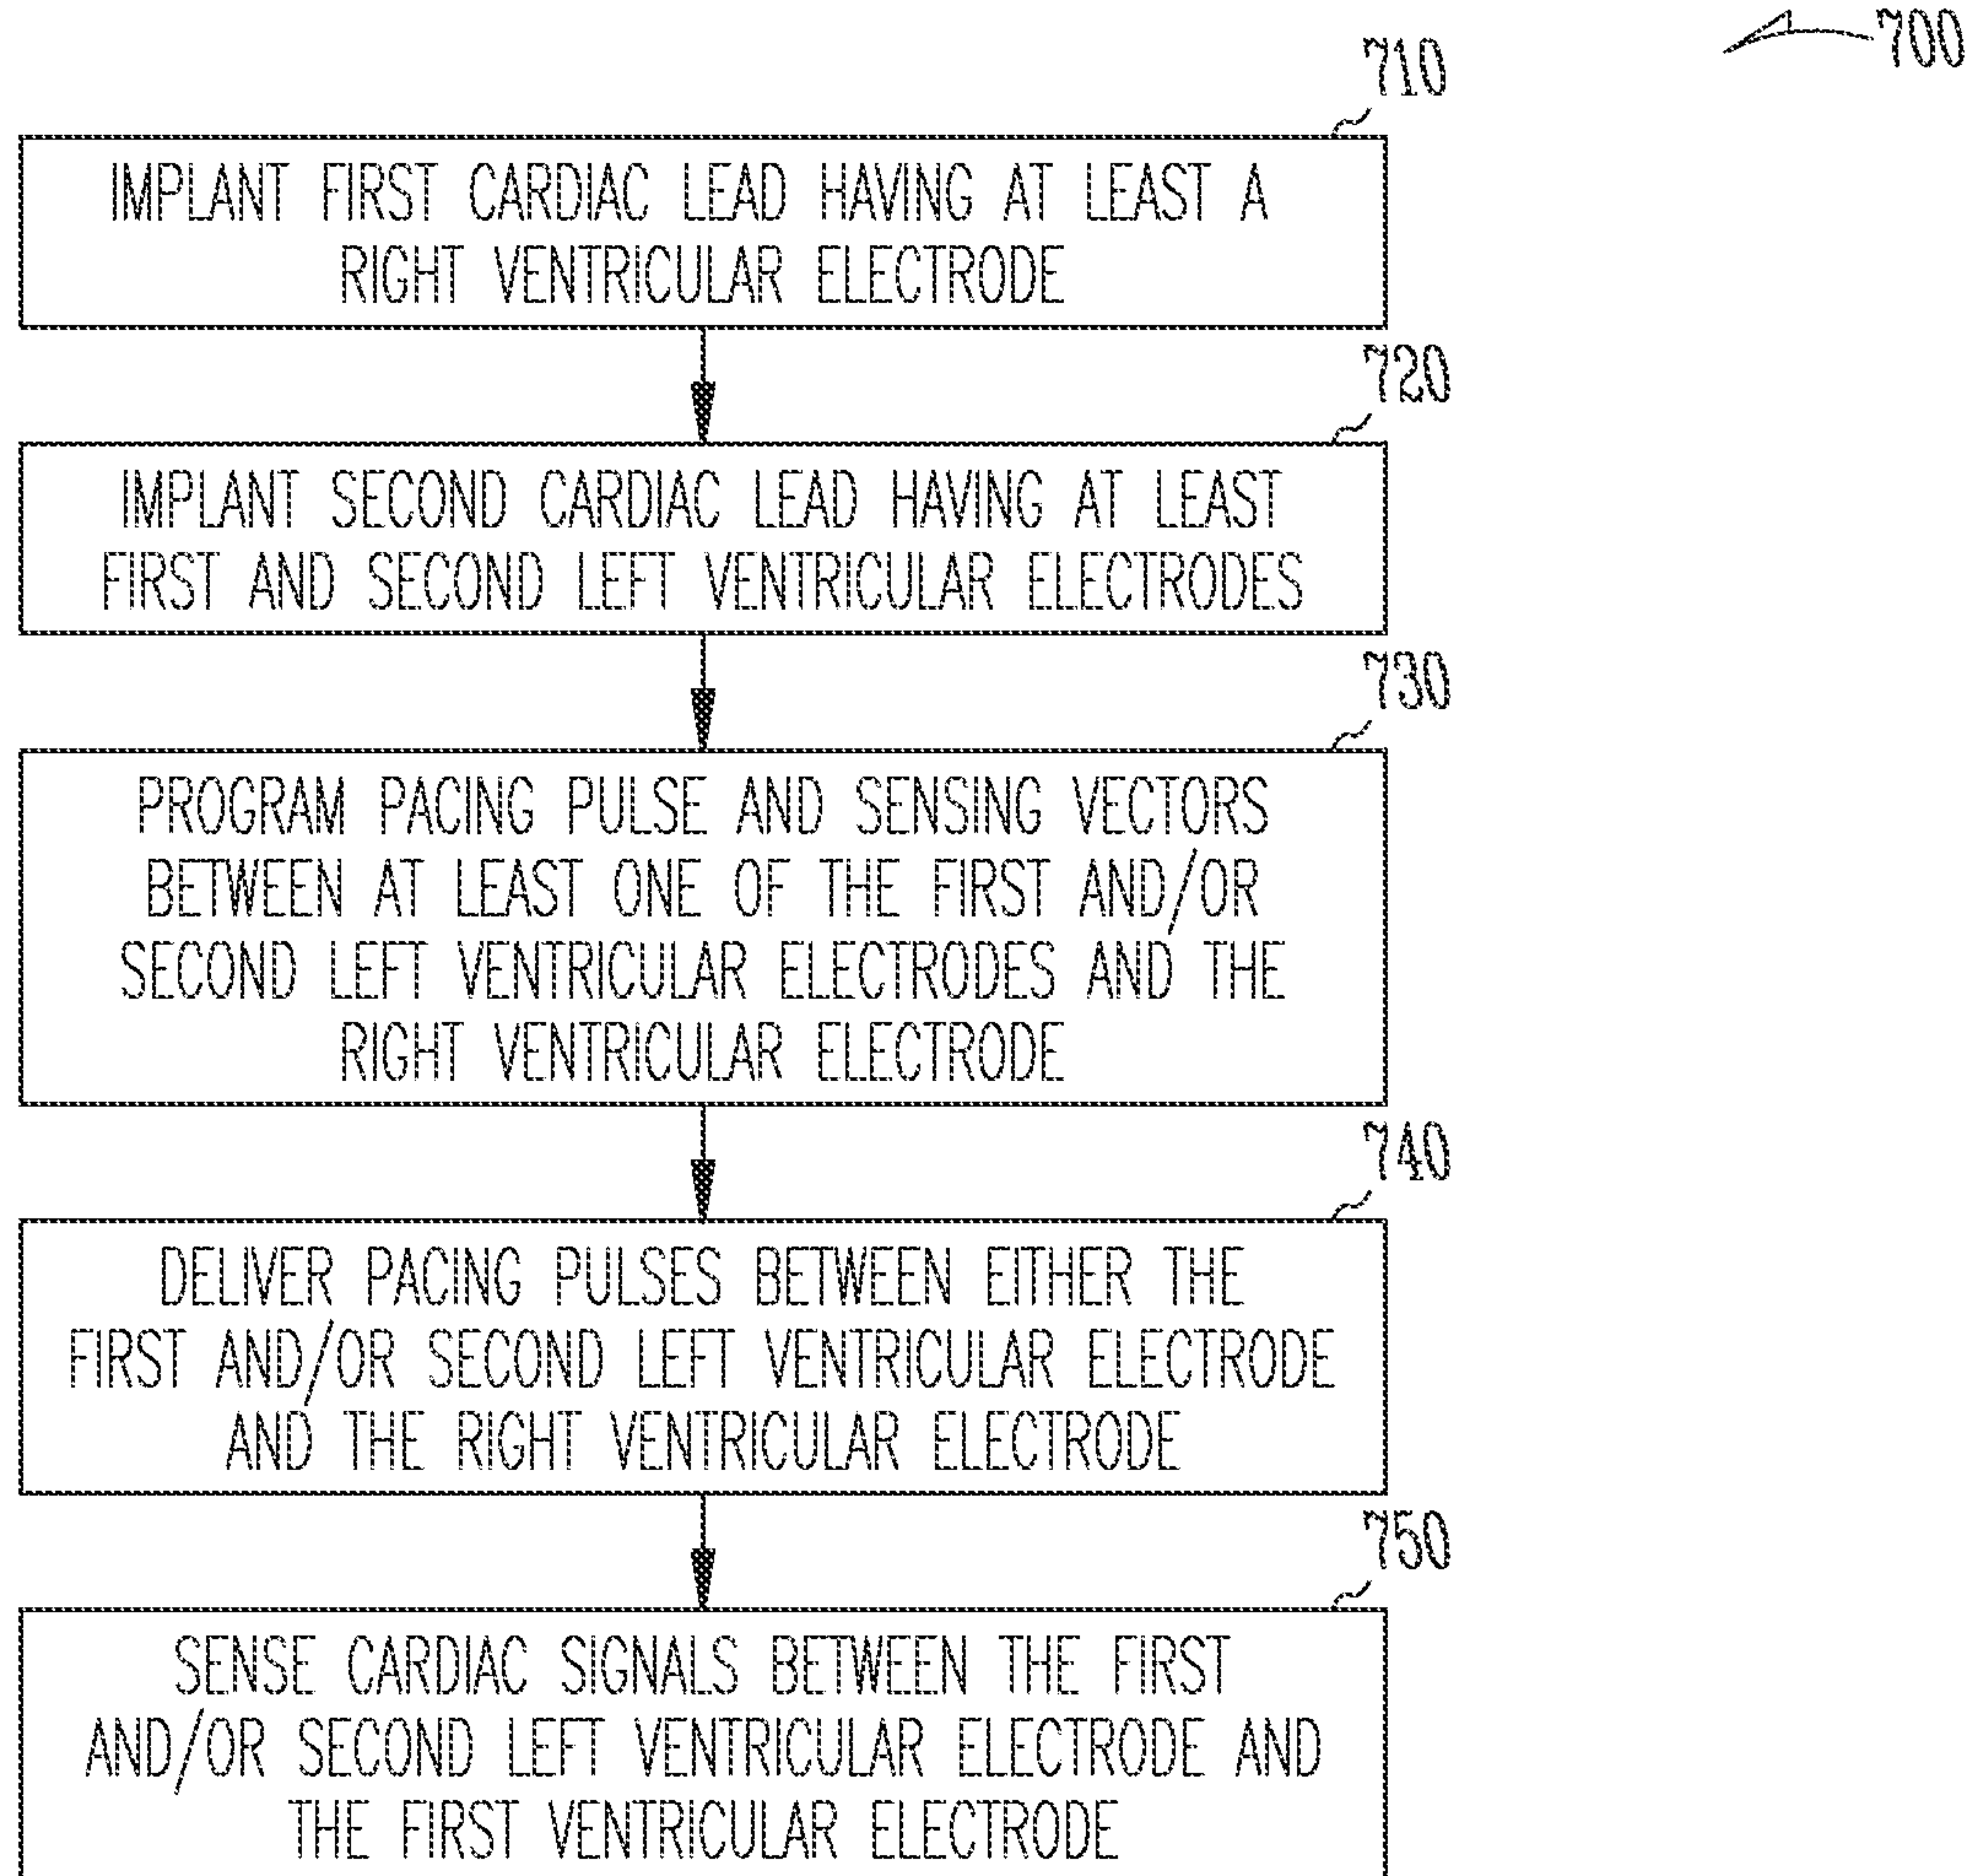 700
710
IMPLANT FIRST CARDIAC LEAD HAVING AT LEAST A
RIGHT VENTRICULAR ELECTRODE
720
IMPLANT SECOND CARDIAC LEAD HAVING AT LEAST
FIRST AND SECOND LEFT VENTRICULAR ELECTRODES
730
PROGRAM PACING PULSE AND SENSING VECTORS
BETWEEN AT LEAST ONE OF THE FIRST AND/OR
SECOND LEFT VENTRICULAR ELECTRODES AND THE
RIGHT VENTRICULAR ELECTRODE
740
DELIVER PACING PULSES BETWEEN EITHER THE
FIRST AND/OR SECOND LEFT VENTRICULAR ELECTRODE
AND THE RIGHT VENTRICULAR ELECTRODE
750
SENSE CARDIAC SIGNALS BETWEEN THE FIRST
AND/OR SECOND LEFT VENTRICULAR ELECTRODE AND
THE FIRST VENTRICULAR ELECTRODE